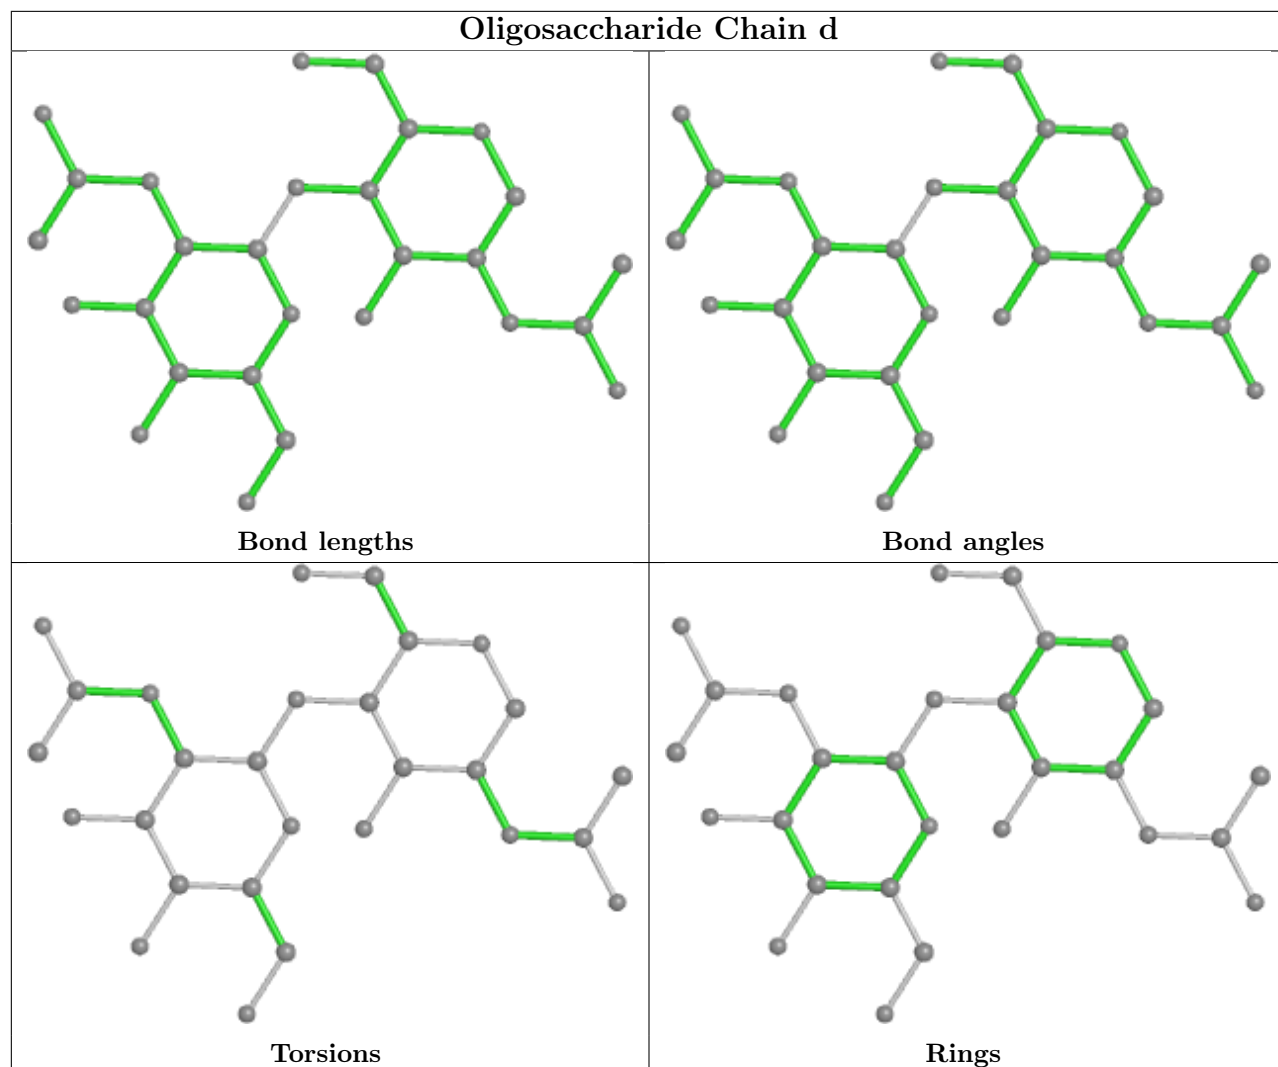 Oligosaccharide Chain d
Bond lengths
Bond angles
Torsions
Rings